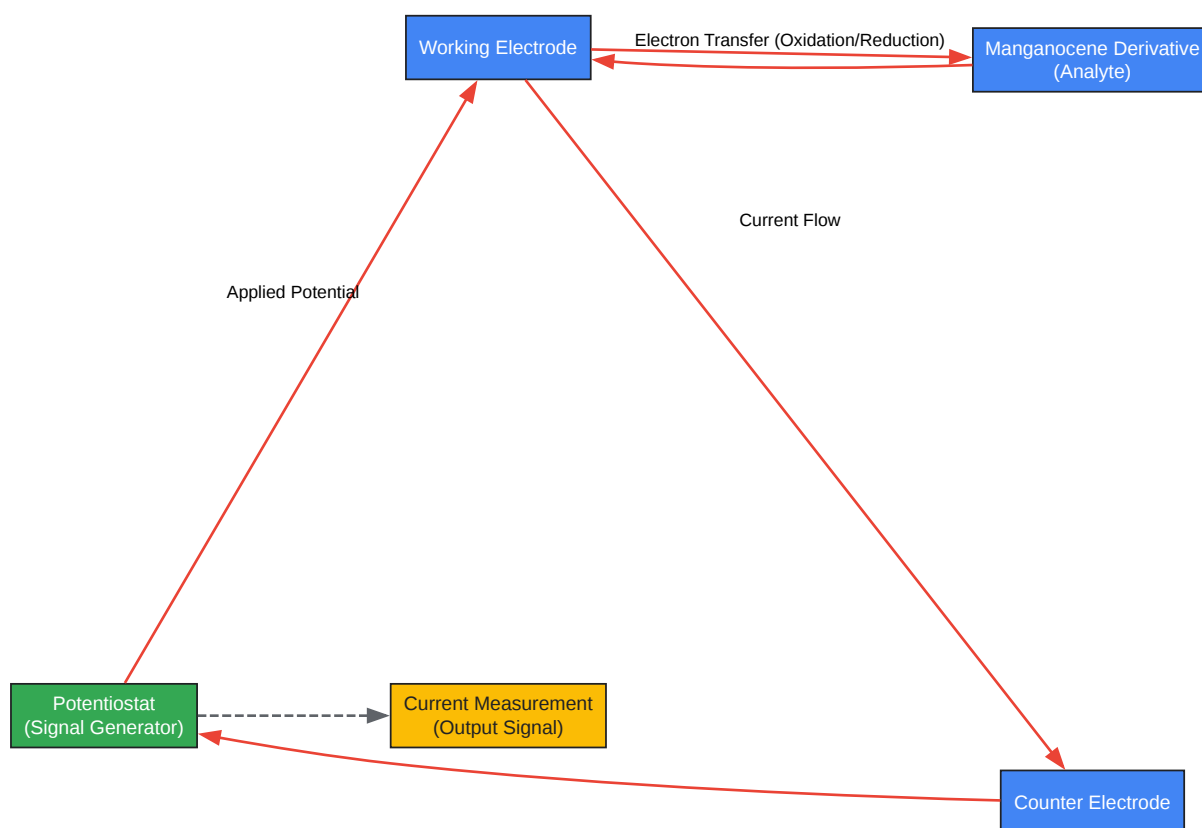 Working Electrode
Electron Transfer (Oxidation/Reduction)
Manganocene Derivative
(Analyte)
Current Flow
Applied Potential
Potentiostat
(Signal Generator)
Current Measurement
(Output Signal)
Counter Electrode